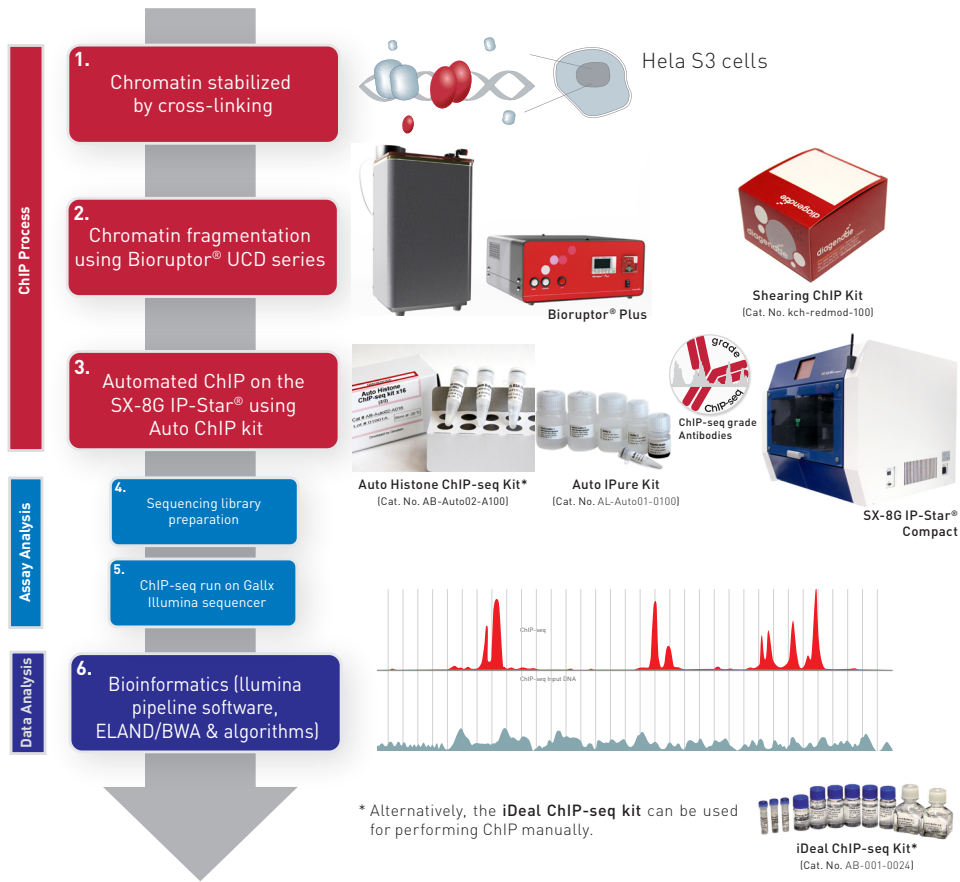 ChIP Process
1.
Chromatin stabilized
by cross-linking
Hela S3 cells
2.
Chromatin fragmentation
using Bioruptor® UCD series
Bioruptor® Plus
diagenode
diagenode
diagenode
Shearing ChIP Kit
(Cat. No. kch-redmod-100)
3.
Automated ChIP on the
SX-8G IP-Star® using
Auto ChIP kit
Auto Histone
ChIP-seq kit x16
Auto Histone ChIP-seq Kit*
(Cat. No. AB-Auto02-A100)
Auto IPure Kit
(Cat. No. AL-Auto01-0100)
grade
ChIP-seq
ChIP-seq grade
Antibodies
SX-8G IP-Star®
Compact
Assay Analysis
4.
Sequencing library
preparation
5.
ChIP-seq run on Gallx
Illumina sequencer
ChIP-seq
ChIP-seq Input DNA
Data Analysis
6.
Bioinformatics (llumina
pipeline software,
ELAND/BWA & algorithms)
* Alternatively, the iDeal ChIP-seq kit can be used
for performing ChIP manually.
iDeal ChIP-seq Kit*
(Cat. No. AB-001-0024)